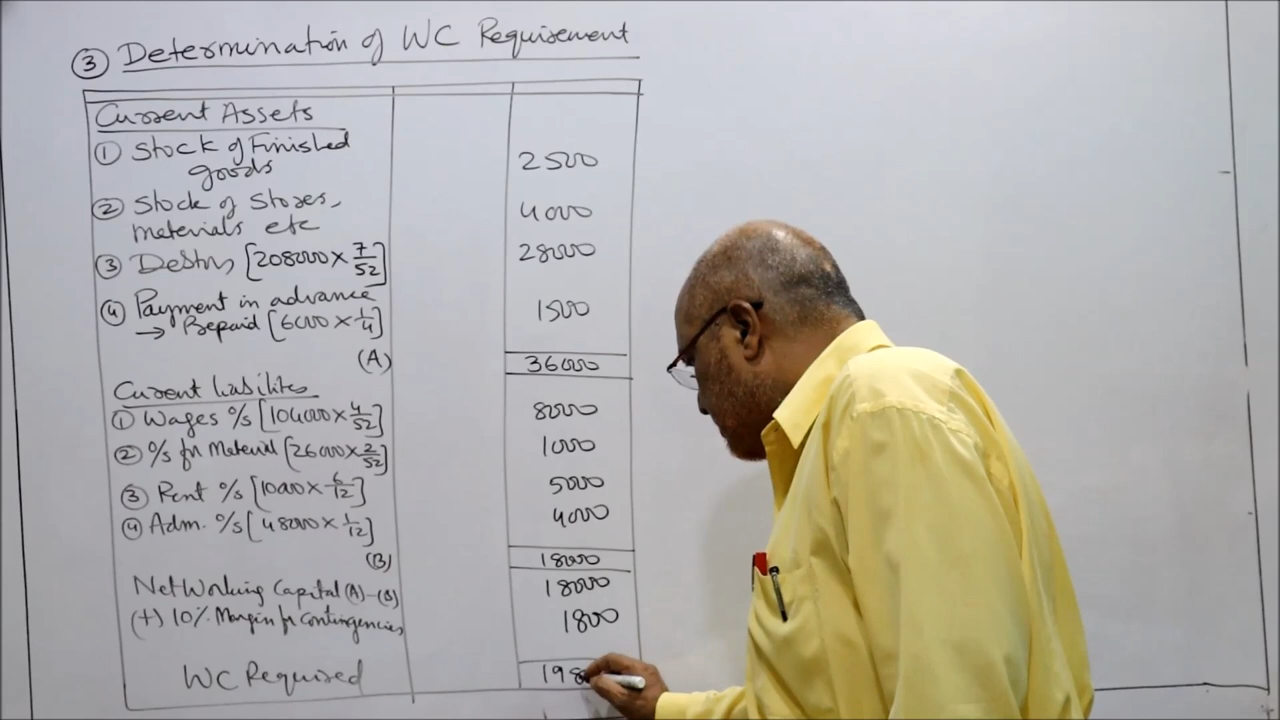 ③ Determination of WC Requirement
Current Assets
① Stock of Finished
goods 2500
② Stock of Stores,
materials etc 4000
③ Debtors [208000 × 7/52] 28000
④ Payment in advance
→ Prepaid [6000 × 1/4] 1500
(A) 36000
Current Liabilites
① Wages o/s [104000 × 4/52] 8000
② o/s for Material [26000 × 2/52] 1000
③ Rent o/s [10000 × 6/12] 5000
④ Adm. o/s [48000 × 1/12] 4000
(B) 18000
Net Working Capital (A) - (B) 18000
(+) 10% Margin for Contingencies 1800
WC Required 198